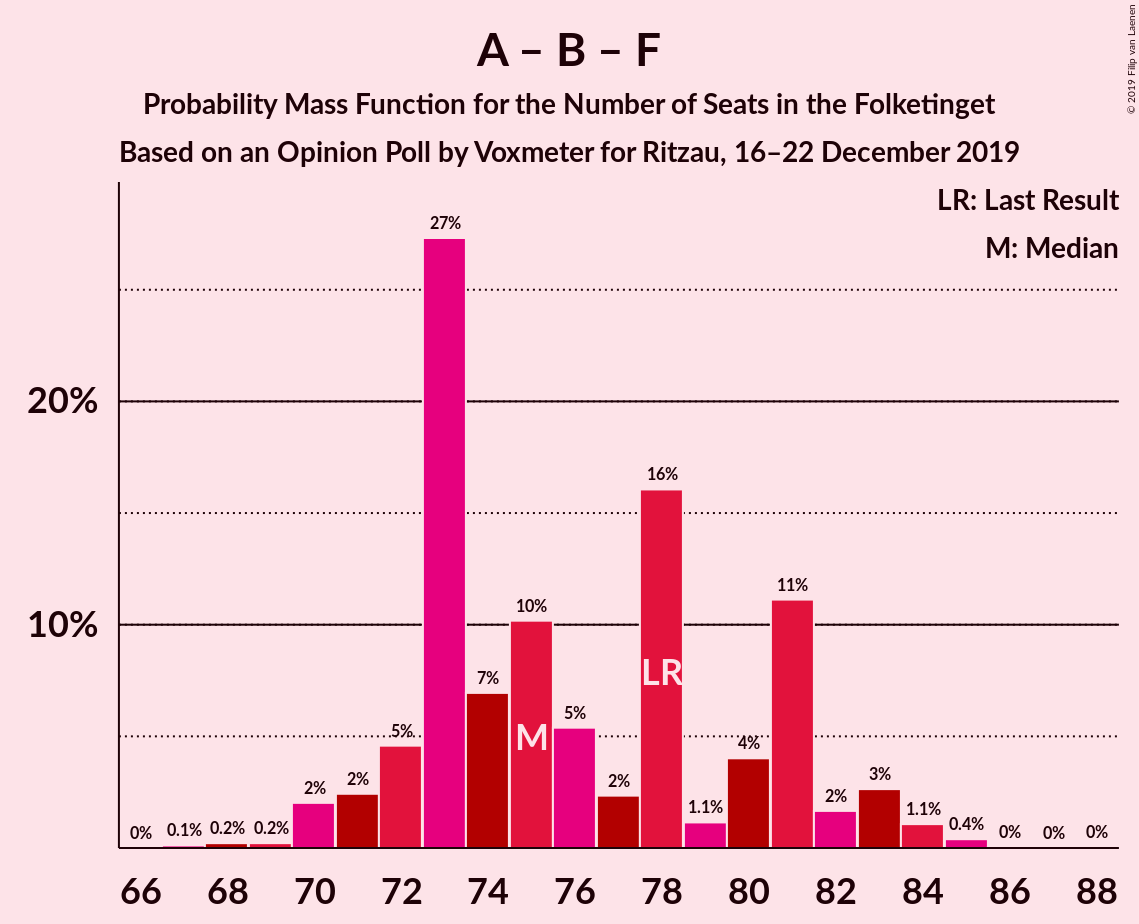 A – B – F
Probability Mass Function for the Number of Seats in the Folketinget
Based on an Opinion Poll by Voxmeter for Ritzau, 16–22 December 2019
© 2019 Filip van Laenen
LR: Last Result
M: Median
20%
10%
0% 0.1% 0.2% 0.2% 2% 2% 5% 27% 7% 10% 5% 2% 16% 1.1% 4% 11% 2% 3% 1.1% 0.4% 0% 0% 0%
M LR
66 68 70 72 74 76 78 80 82 84 86 88